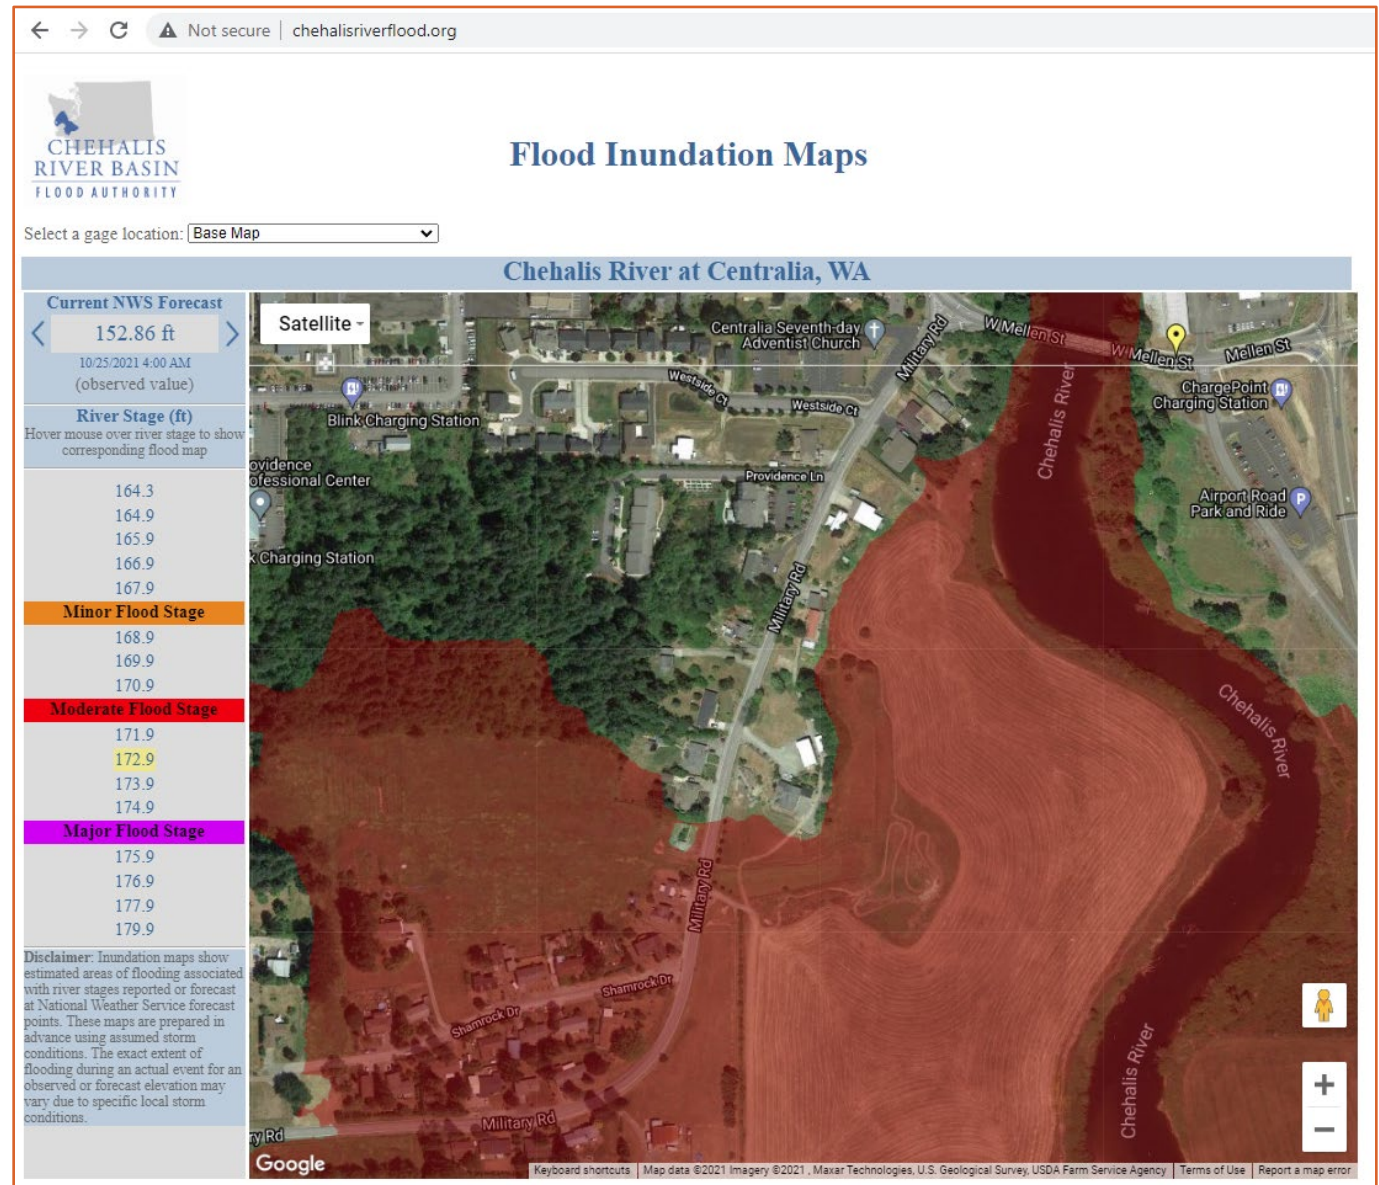 Not secure | chehalisriverflood.org
CHEHALIS
RIVER BASIN
FLOOD AUTHORITY
Flood Inundation Maps
Select a gage location: Base Map
Chehalis River at Centralia, WA
Current NWS Forecast
152.86 ft
10/25/2021 4:00 AM
(observed value)
River Stage (ft)
Hover mouse over river stage to show
corresponding flood map
164.3
164.9
165.9
166.9
167.9
Minor Flood Stage
168.9
169.9
170.9
Moderate Flood Stage
171.9
172.9
173.9
174.9
Major Flood Stage
175.9
176.9
177.9
179.9
Disclaimer: Inundation maps show
estimated areas of flooding associated
with river stages reported or forecast
at National Weather Service forecast
points. These maps are prepared in
advance using assumed storm
conditions. The exact extent of
flooding during an actual event for an
observed or forecast elevation may
vary due to specific local storm
conditions.
Satellite
Centralia Seventh-day
Adventist Church
Military Rd
W Mellen St
W Mellen St
Mellen St
Westside Ct
Westside Ct
Blink Charging Station
ChargePoint
Charging Station
Chehalis River
ovidence
ofessional Center
Providence Ln
Airport Road
Park and Ride
k Charging Station
Military Rd
Chehalis River
Military Rd
Shamrock Dr
Shamrock Dr
Chehalis River
Military Rd
ry Rd
Google
Keyboard shortcuts
Map data ©2021 Imagery ©2021 , Maxar Technologies, U.S. Geological Survey, USDA Farm Service Agency
Terms of Use
Report a map error